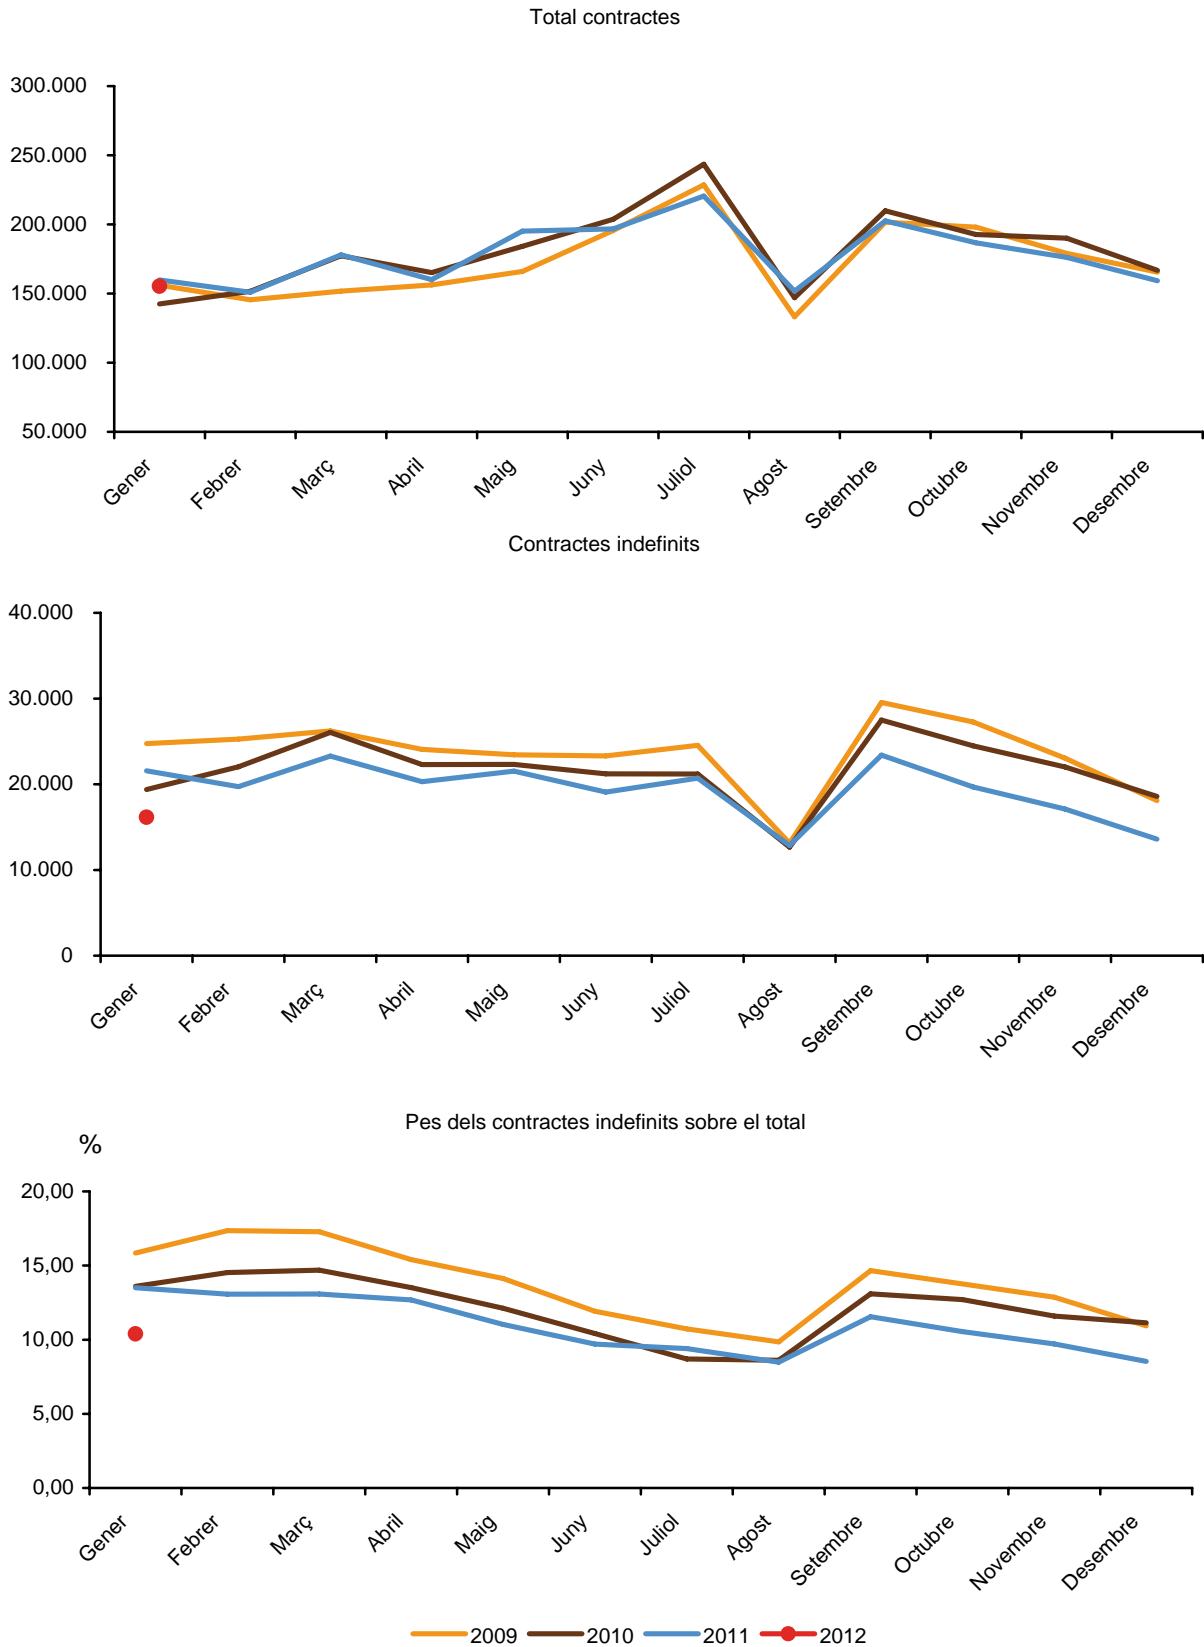 Total contractes
300.000
250.000
200.000
150.000
100.000
50.000
Gener Febrer Març Abril Maig Juny Juliol Agost Setembre Octubre Novembre Desembre
Contractes indefinits
40.000
30.000
20.000
10.000
0
Gener Febrer Març Abril Maig Juny Juliol Agost Setembre Octubre Novembre Desembre
Pes dels contractes indefinits sobre el total
%
20,00
15,00
10,00
5,00
0,00
Gener Febrer Març Abril Maig Juny Juliol Agost Setembre Octubre Novembre Desembre
2009 2010 2011 2012